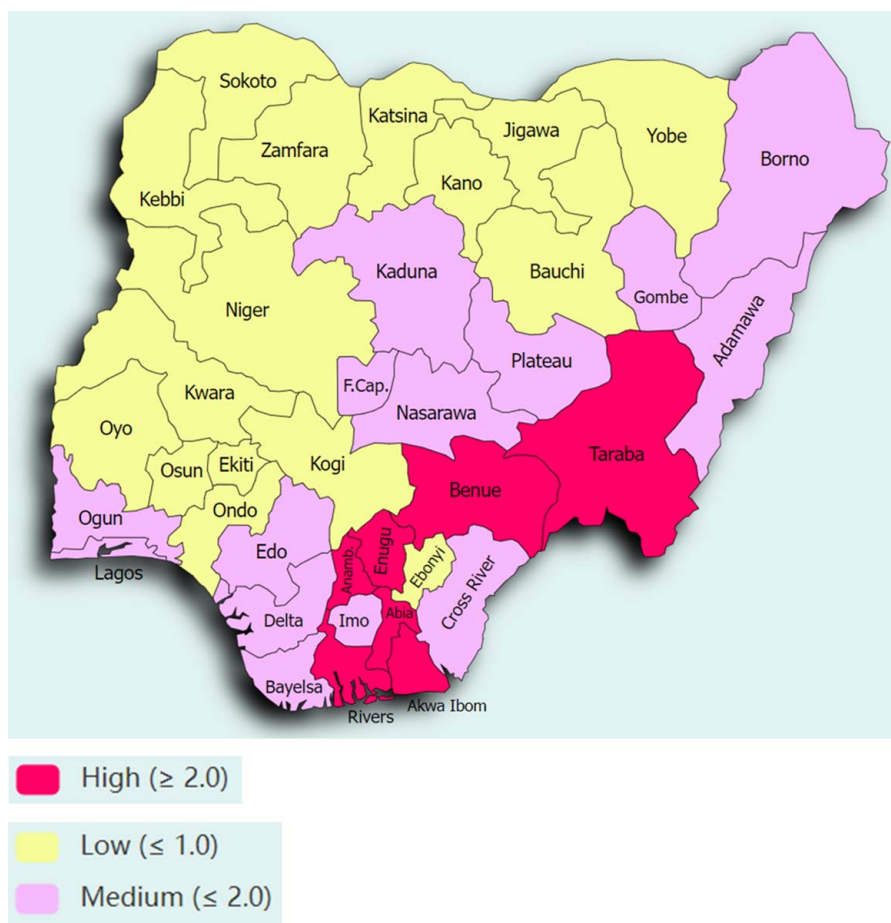 Sokoto
Katsina
Jigawa
Yobe
Zamfara
Borno
Kano
Kebbi
Kaduna
Bauchi
Gombe
Niger
Adamawa
Plateau
F.Cap.
Kwara
Nasarawa
Oyo
Taraba
Osun
Ekiti
Kogi
Benue
Ondo
Ogun
Edo
Enugu
Anamb.
Ebonyi
Lagos
Cross River
Delta
Imo
Abia
Bayelsa
Rivers
Akwa Ibom
High (≥ 2.0)
Low (≤ 1.0)
Medium (≤ 2.0)